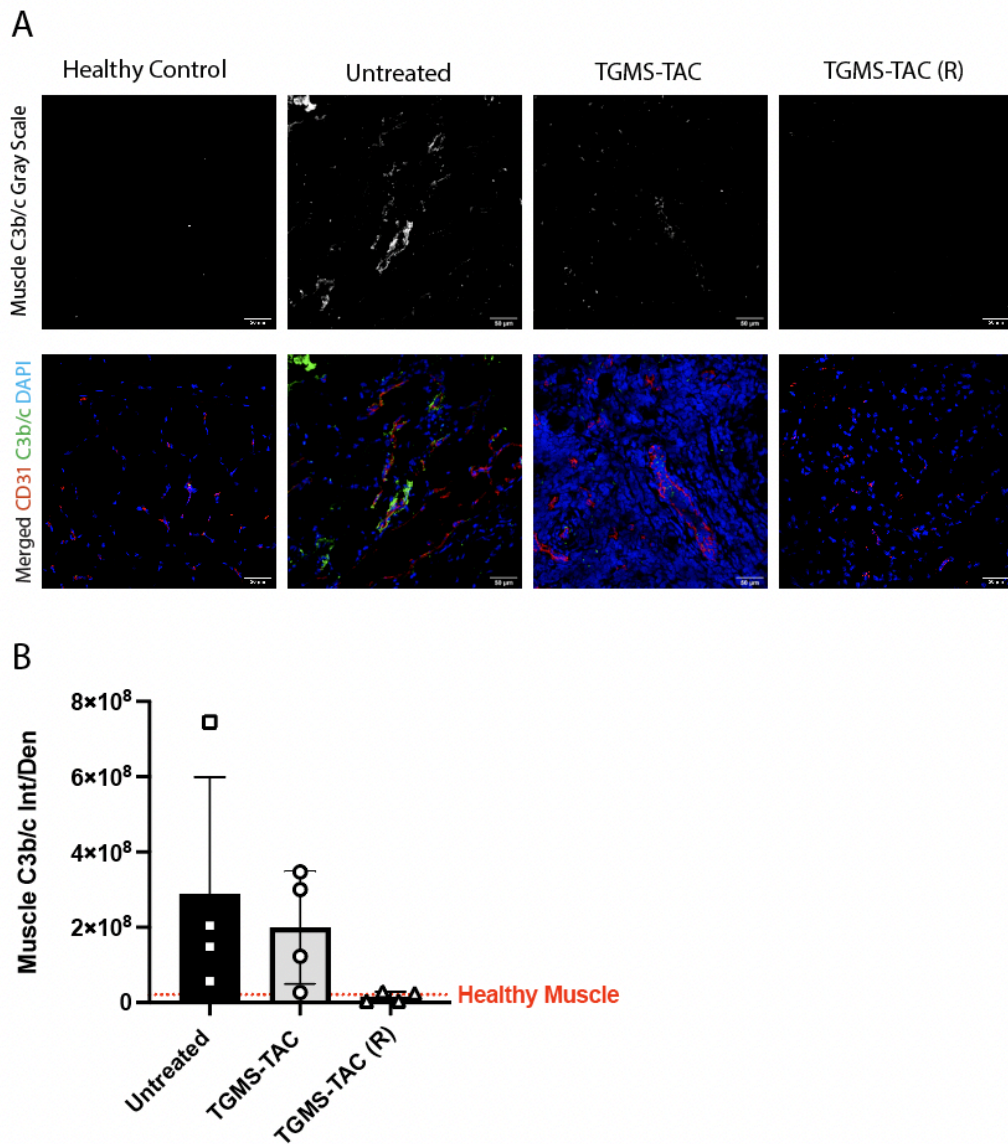 A
Healthy Control
Untreated
TGMS-TAC
TGMS-TAC (R)
Muscle C3b/c Gray Scale
50 µm
50 µm
Merged CD31 C3b/c DAPI
50 µm
50 µm
B
Muscle C3b/c Int/Den
8×10⁸
6×10⁸
4×10⁸
2×10⁸
0
Healthy Muscle
Untreated
TGMS-TAC
TGMS-TAC (R)